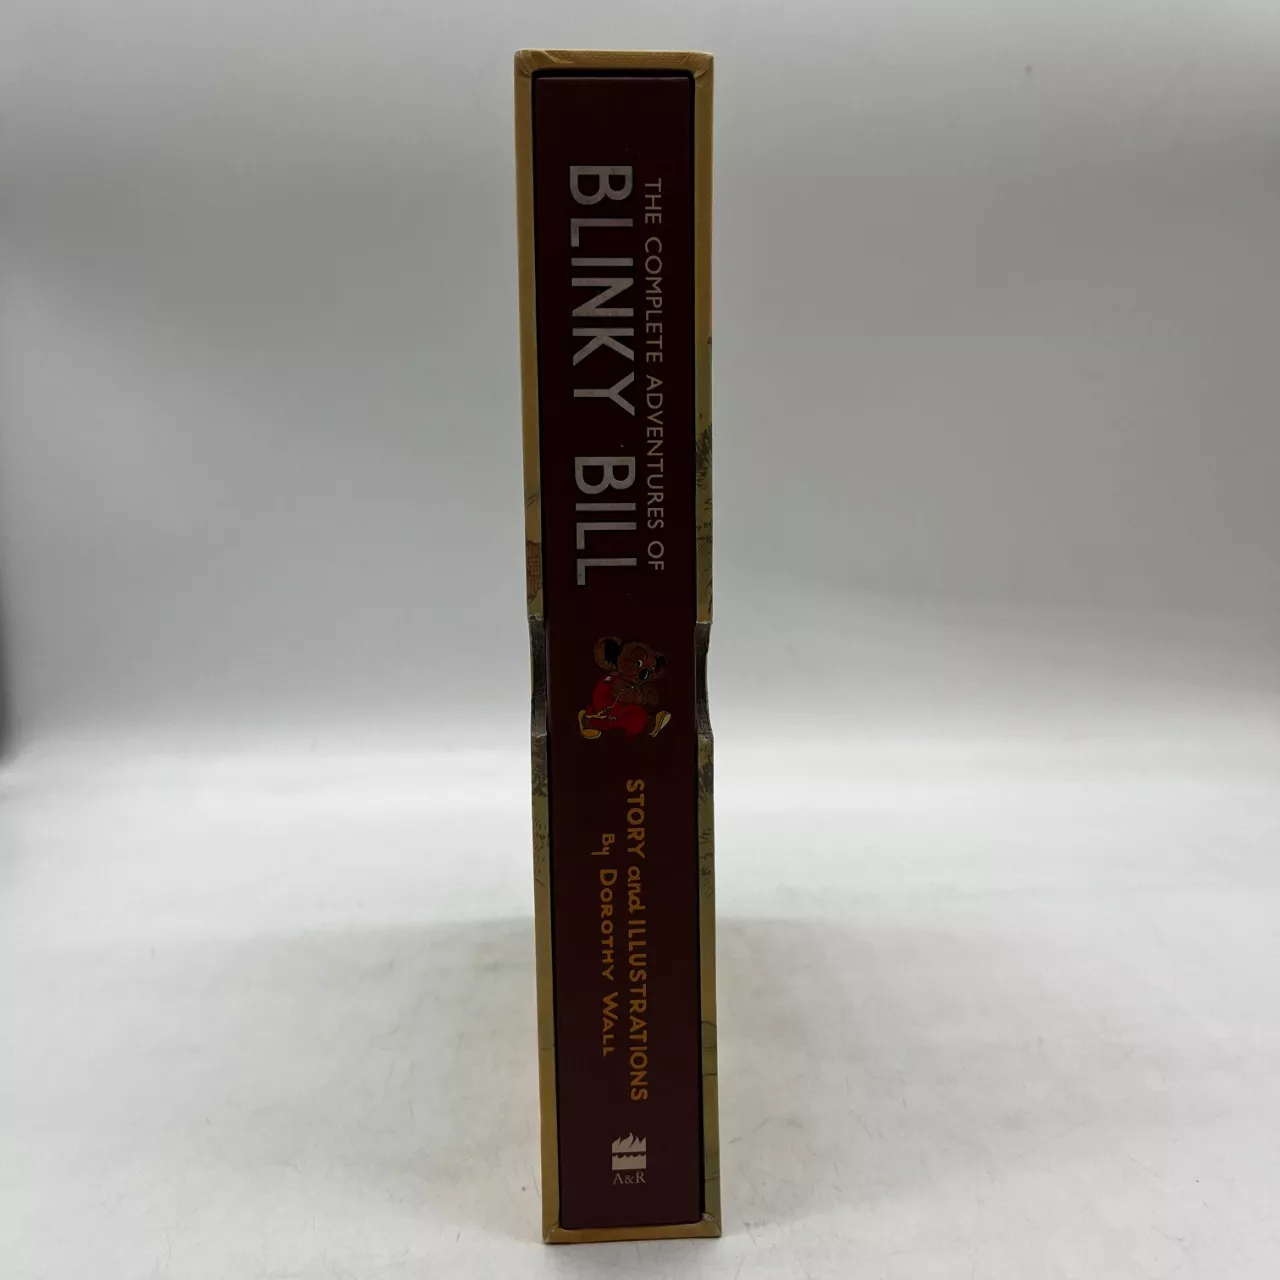 THE COMPLETE ADVENTURES OF
BLINKY BILL
STORY and ILLUSTRATIONS
By DOROTHY WALL
A&R